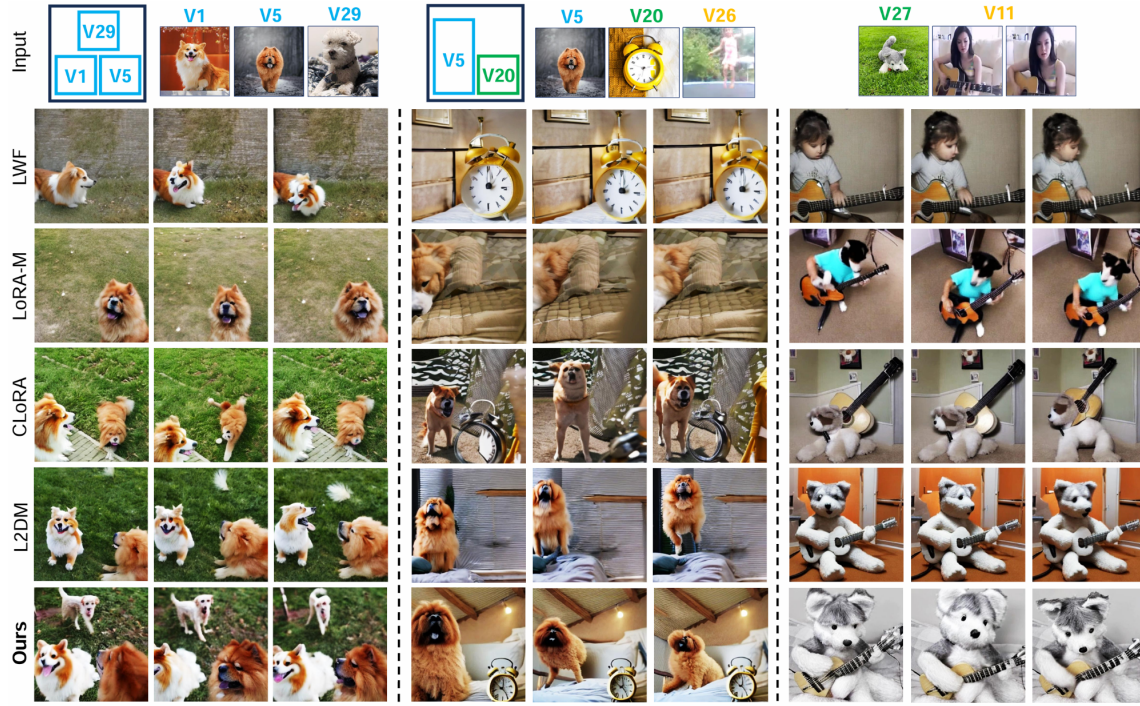 Input
V29
V1 V5
V1 V5 V29
V5
V20
V5 V20 V26
V27 V11
LWF
LoRA-M
CLoRA
L2DM
Ours